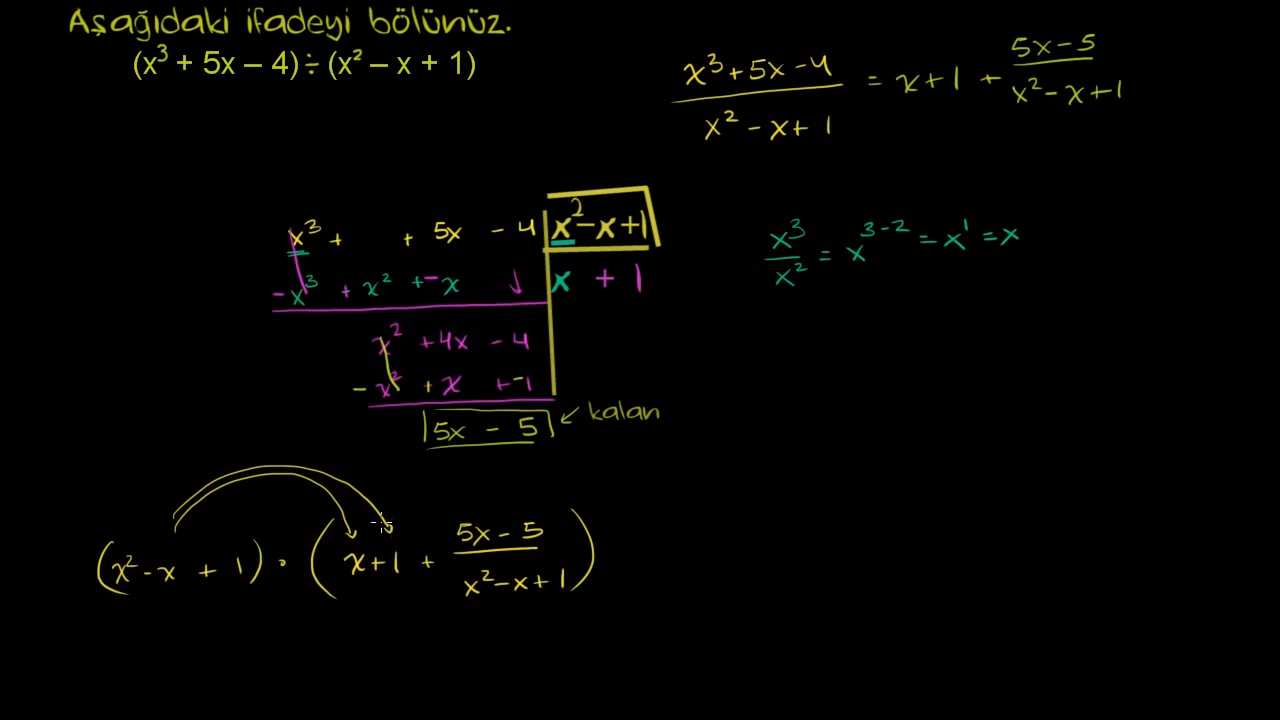 Aşağıdaki ifadeyi bölünüz.
(x³ + 5x – 4) ÷ (x² – x + 1)
x³+5x-4 / x² - x + 1 = x+1 + 5x-5 / x²-x+1
x³ + + 5x - 4 x²-x+1
- x³ + x² + - x ↓ x + 1
x² +4x - 4
- x² + x + -1
5x - 5 ← kalan
x³ / x² = x³⁻² = x¹ = x
(x²-x + 1) · (x+1 + 5x-5 / x²-x+1)